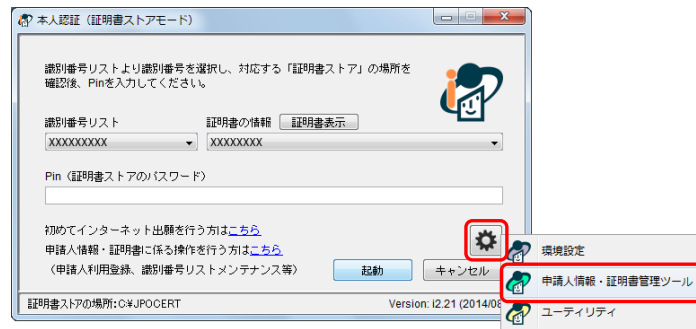 本人認証（証明書ストアモード）
識別番号リストより識別番号を選択し、対応する「証明書ストア」の場所を
確認後、Pinを入力してください。
識別番号リスト 証明書の情報 証明書表示
XXXXXXXXX XXXXXXXX
Pin（証明書ストアのパスワード）
初めてインターネット出願を行う方はこちら
申請人情報・証明書に係る操作を行う方はこちら
（申請人利用登録、識別番号リストメンテナンス等） 起動 キャンセル
環境設定
申請人情報・証明書管理ツール
ユーティリティ
証明書ストアの場所:C¥JPOCERT Version: i2.21 (2014/08